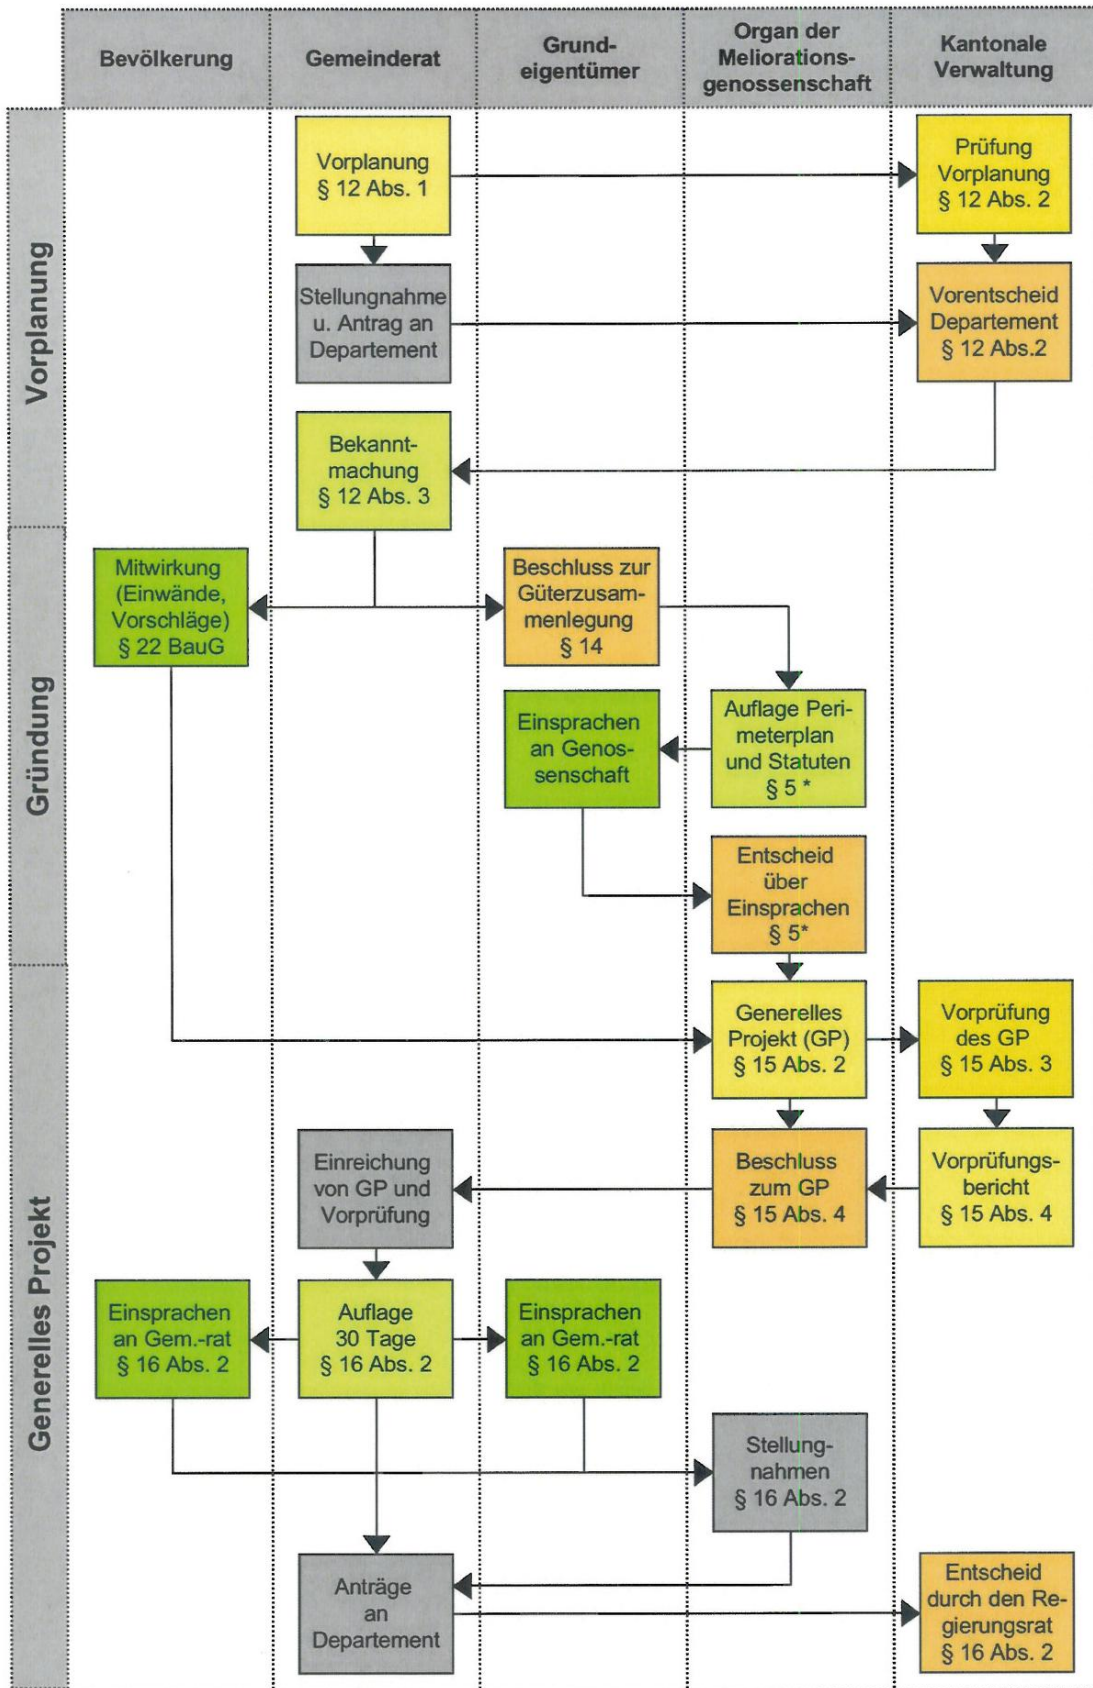 Bevölkerung
Gemeinderat
Grund-
eigentümer
Organ der
Meliorations-
genossenschaft
Kantonale
Verwaltung
Vorplanung
Vorplanung
§ 12 Abs. 1
Prüfung
Vorplanung
§ 12 Abs. 2
Stellungnahme
u. Antrag an
Departement
Vorentscheid
Departement
§ 12 Abs.2
Bekannt-
machung
§ 12 Abs. 3
Gründung
Mitwirkung
(Einwände,
Vorschläge)
§ 22 BauG
Beschluss zur
Güterzusam-
menlegung
§ 14
Einsprachen
an Genos-
senschaft
Auflage Peri-
meterplan
und Statuten
§ 5 *
Entscheid
über
Einsprachen
§ 5*
Generelles Projekt
Generelles
Projekt (GP)
§ 15 Abs. 2
Vorprüfung
des GP
§ 15 Abs. 3
Einreichung
von GP und
Vorprüfung
Beschluss
zum GP
§ 15 Abs. 4
Vorprüfungs-
bericht
§ 15 Abs. 4
Einsprachen
an Gem.-rat
§ 16 Abs. 2
Auflage
30 Tage
§ 16 Abs. 2
Einsprachen
an Gem.-rat
§ 16 Abs. 2
Stellung-
nahmen
§ 16 Abs. 2
Anträge
an
Departement
Entscheid
durch den Re-
gierungsrat
§ 16 Abs. 2